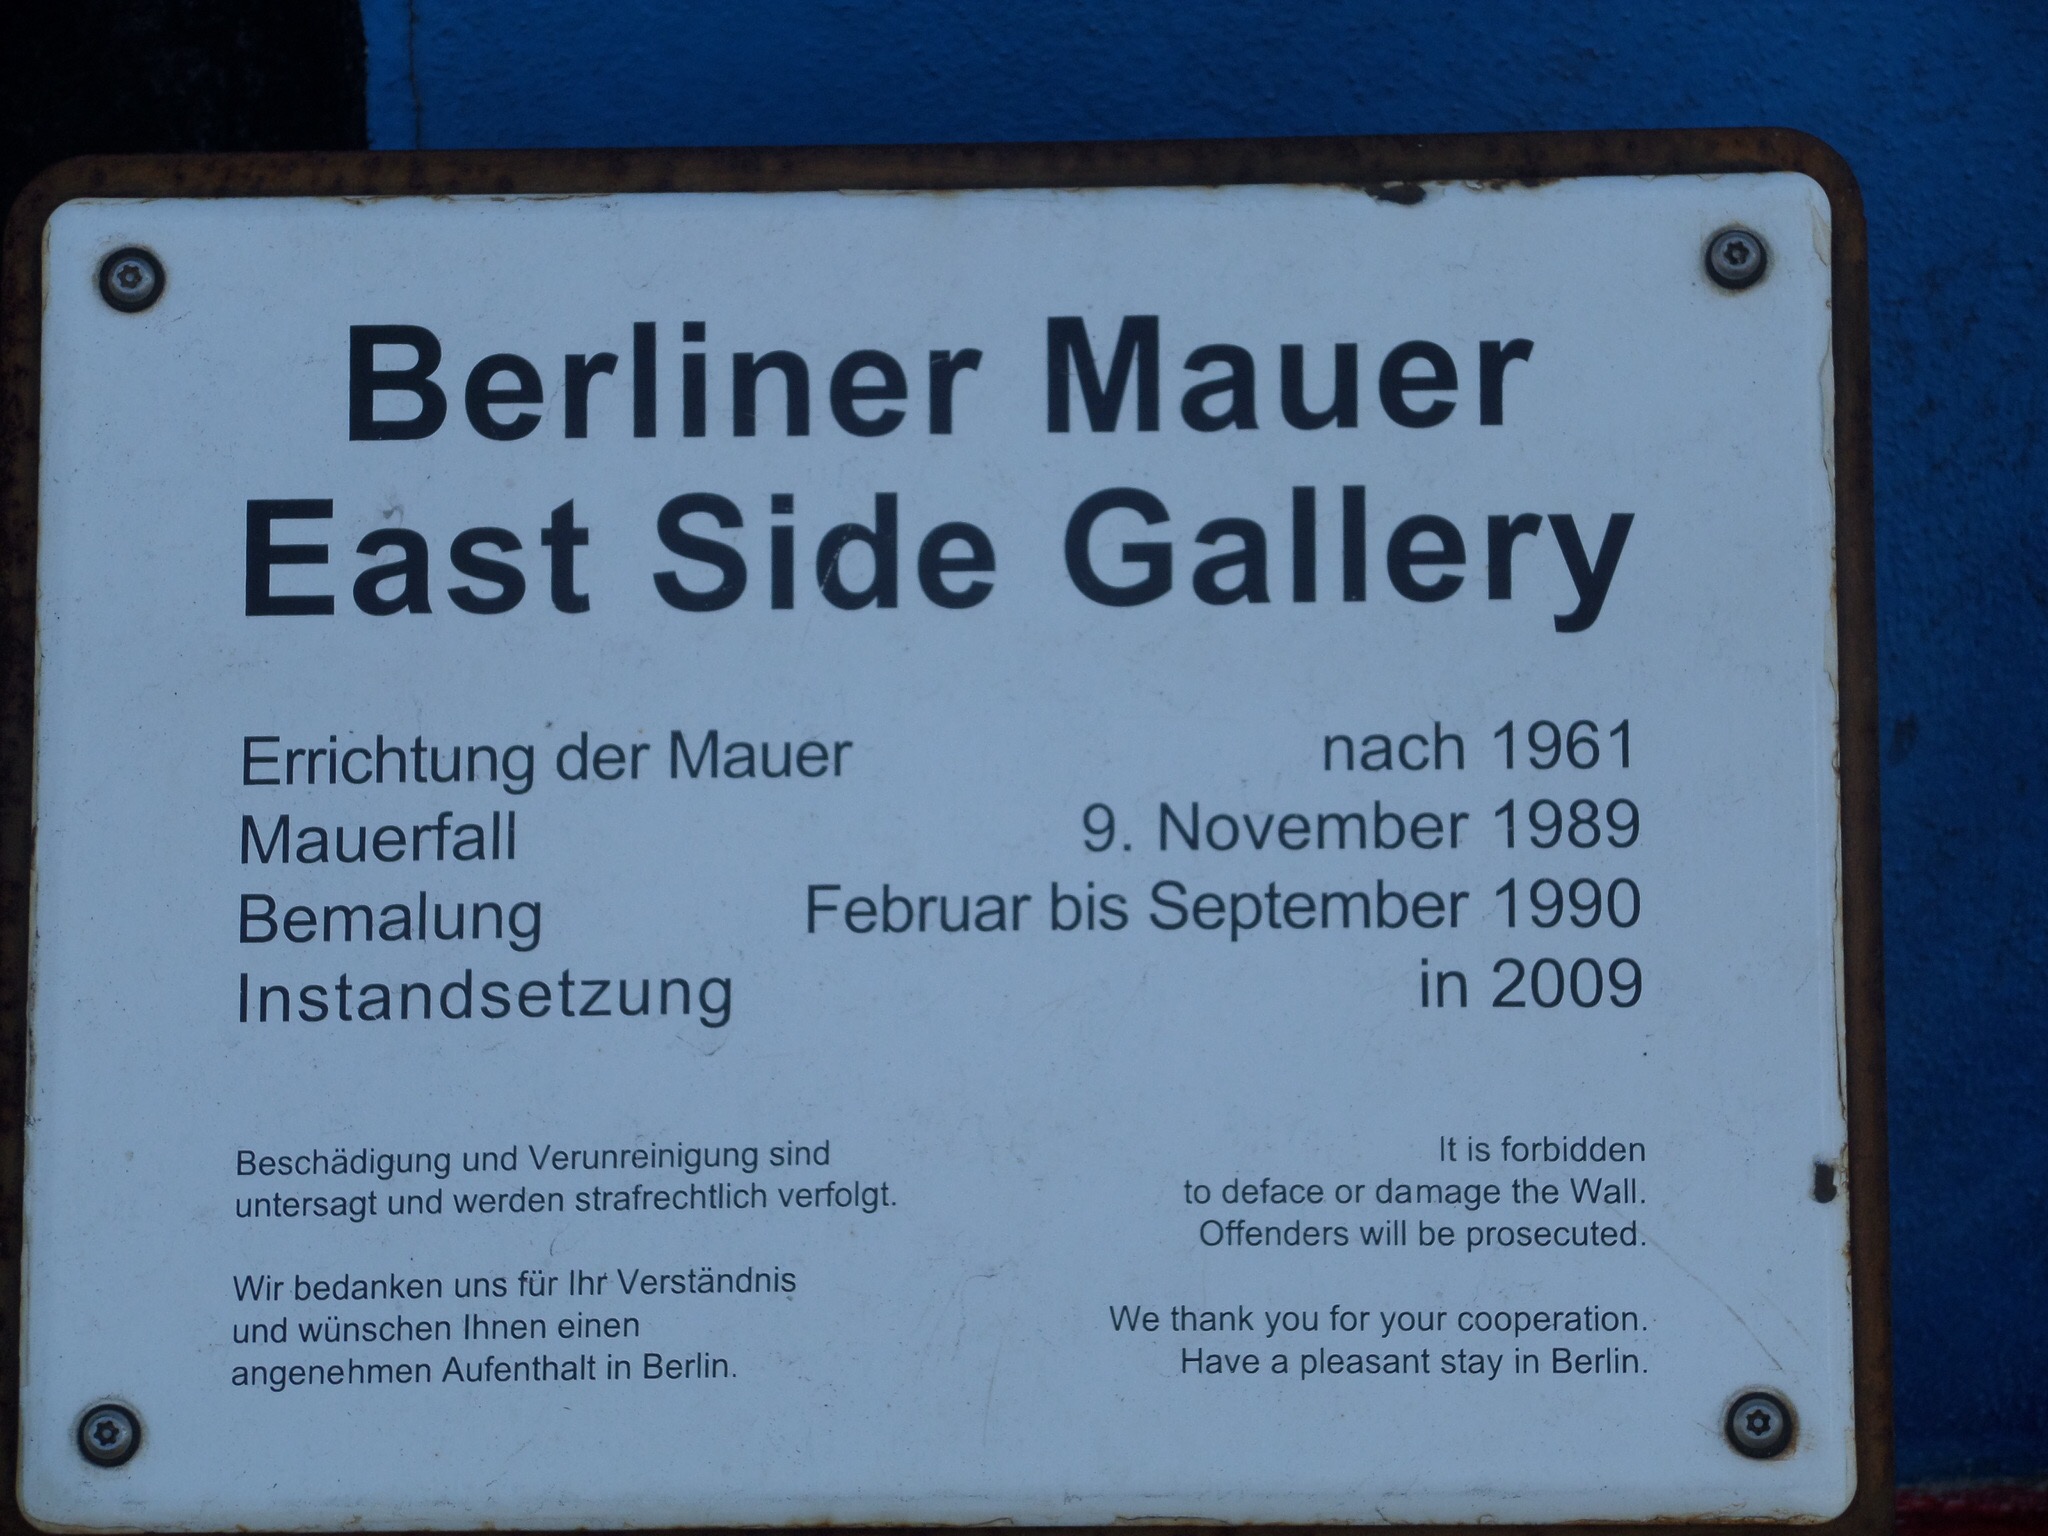 Berliner Mauer
East Side Gallery
Errichtung der Mauer nach 1961
Mauerfall 9. November 1989
Bemalung Februar bis September 1990
Instandsetzung in 2009
Beschädigung und Verunreinigung sind
untersagt und werden strafrechtlich verfolgt.
Wir bedanken uns für Ihr Verständnis
und wünschen Ihnen einen
angenehmen Aufenthalt in Berlin.
It is forbidden
to deface or damage the Wall.
Offenders will be prosecuted.
We thank you for your cooperation.
Have a pleasant stay in Berlin.